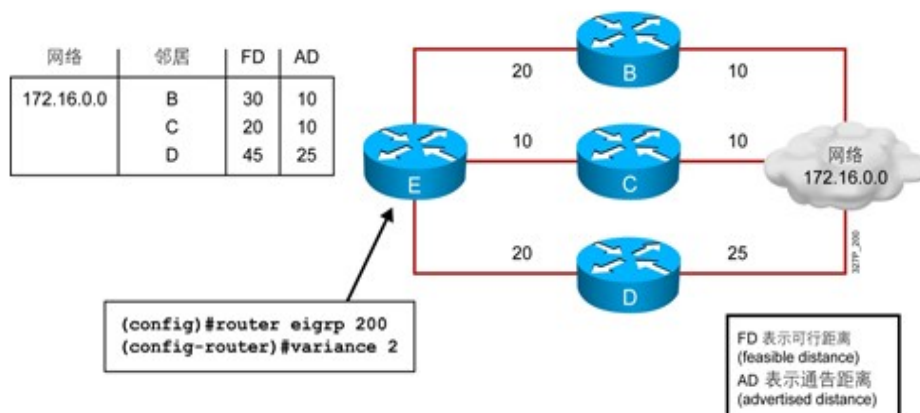 网络 邻居 FD AD
172.16.0.0 B 30 10
C 20 10
D 45 25
20 B 10
E 10 C 10
网络
172.16.0.0
20 D 25
327P_200
(config)#router eigrp 200
(config-router)#variance 2
FD 表示可行距离
(feasible distance)
AD 表示通告距离
(advertised distance)